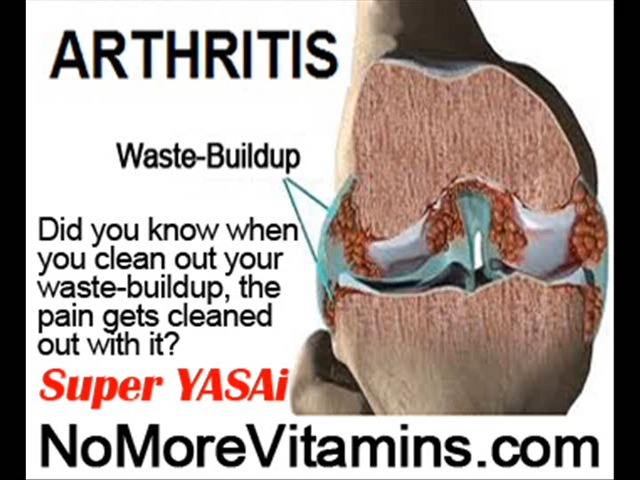 ARTHRITIS
Waste-Buildup
Did you know when
you clean out your
waste-buildup, the
pain gets cleaned
out with it?
Super YASAi
NoMoreVitamins.com